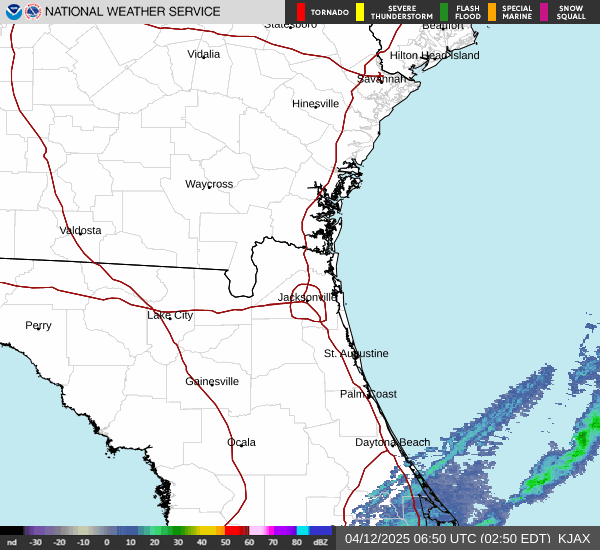 NATIONAL WEATHER SERVICE
TORNADO
SEVERE THUNDERSTORM
FLASH FLOOD
SPECIAL MARINE
SNOW SQUALL
Statesboro
Beaufort
Vidalia
Hilton Head Island
Savannah
Hinesville
Waycross
Valdosta
Jacksonville
Lake City
Perry
St. Augustine
Gainesville
Palm Coast
Ocala
Daytona Beach
nd -30 -20 -10 0 10 20 30 40 50 60 70 80 dBZ
04/12/2025 06:50 UTC (02:50 EDT) KJAX